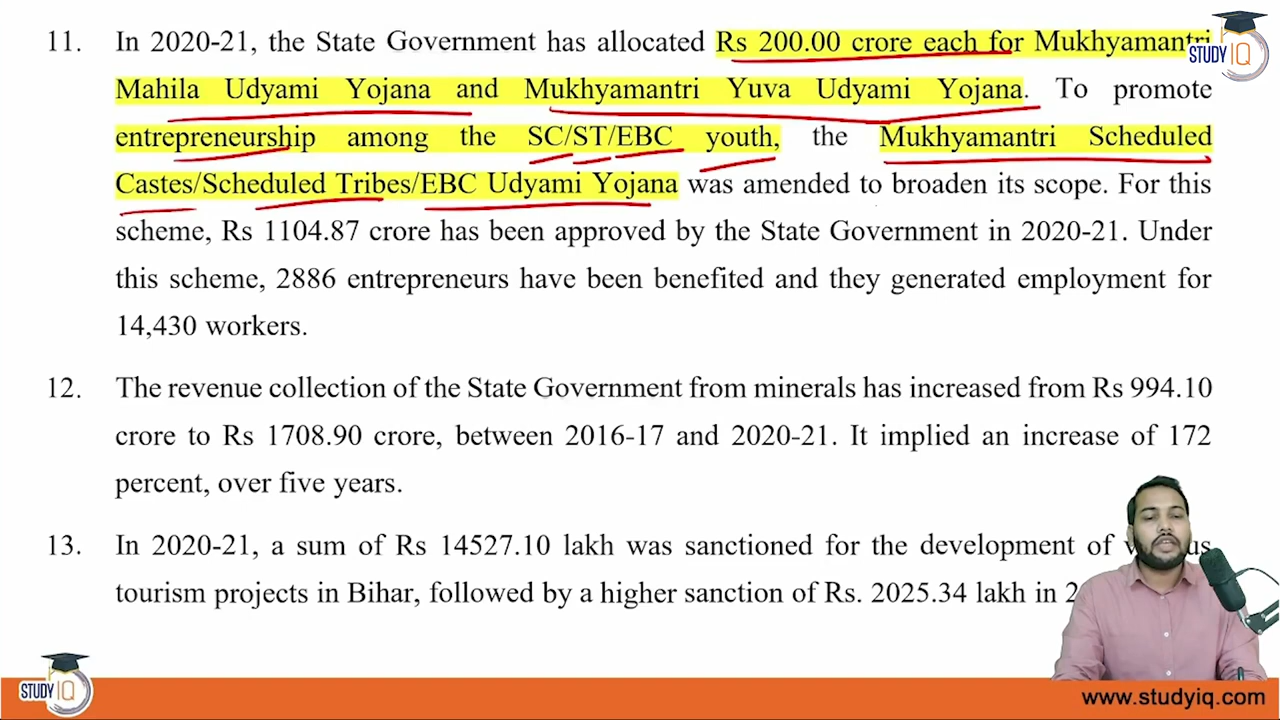 11. In 2020-21, the State Government has allocated Rs 200.00 crore each for Mukhyamantri
STUDY IQ
Mahila Udyami Yojana and Mukhyamantri Yuva Udyami Yojana. To promote
entrepreneurship among the SC/ST/EBC youth, the Mukhyamantri Scheduled
Castes/Scheduled Tribes/EBC Udyami Yojana was amended to broaden its scope. For this
scheme, Rs 1104.87 crore has been approved by the State Government in 2020-21. Under
this scheme, 2886 entrepreneurs have been benefited and they generated employment for
14,430 workers.
12. The revenue collection of the State Government from minerals has increased from Rs 994.10
crore to Rs 1708.90 crore, between 2016-17 and 2020-21. It implied an increase of 172
percent, over five years.
13. In 2020-21, a sum of Rs 14527.10 lakh was sanctioned for the development of
tourism projects in Bihar, followed by a higher sanction of Rs. 2025.34 lakh in
STUDY IQ
www.studyiq.com